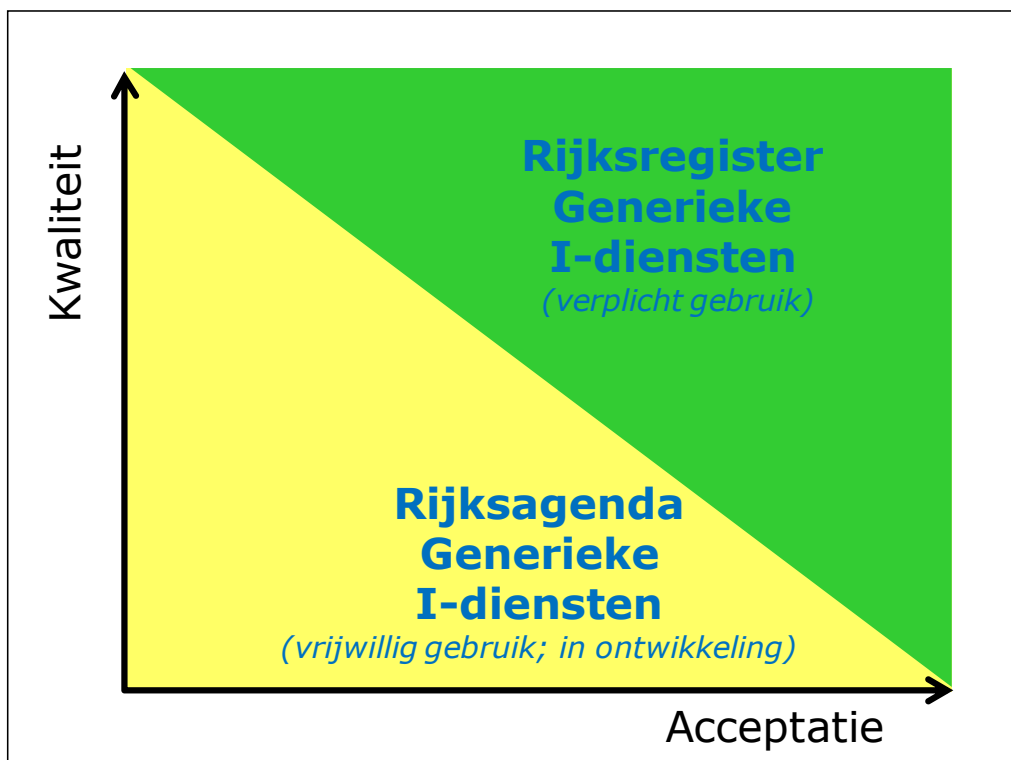 Kwaliteit
Rijksregister
Generieke
I-diensten
(verplicht gebruik)
Rijksagenda
Generieke
I-diensten
(vrijwillig gebruik; in ontwikkeling)
Acceptatie